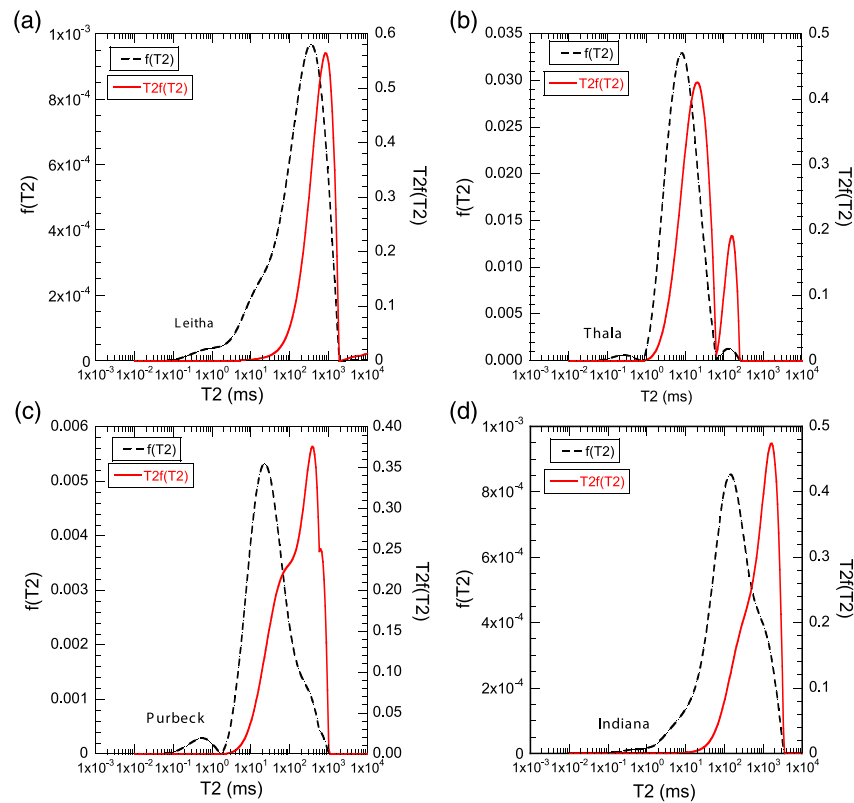 (a)
1x10⁻³
8x10⁻⁴
6x10⁻⁴
4x10⁻⁴
2x10⁻⁴
0
f(T2)
0.6
0.5
0.4
0.3
0.2
0.1
0
T2f(T2)
f(T2)
T2f(T2)
Leitha
1x10⁻³ 1x10⁻² 1x10⁻¹ 1x10⁰ 1x10¹ 1x10² 1x10³ 1x10⁴
T2 (ms)
(b)
0.035
0.030
0.025
0.020
0.015
0.010
0.005
0.000
f(T2)
0.5
0.4
0.3
0.2
0.1
0
T2f(T2)
f(T2)
T2f(T2)
Thala
1x10⁻³ 1x10⁻² 1x10⁻¹ 1x10⁰ 1x10¹ 1x10² 1x10³ 1x10⁴
T2 (ms)
(c)
0.006
0.005
0.004
0.003
0.002
0.001
0.000
f(T2)
0.40
0.35
0.30
0.25
0.20
0.15
0.10
0.05
0.00
T2f(T2)
f(T2)
T2f(T2)
Purbeck
1x10⁻³ 1x10⁻² 1x10⁻¹ 1x10⁰ 1x10¹ 1x10² 1x10³ 1x10⁴
T2 (ms)
(d)
1x10⁻³
8x10⁻⁴
6x10⁻⁴
4x10⁻⁴
2x10⁻⁴
0
f(T2)
0.5
0.4
0.3
0.2
0.1
0
T2f(T2)
f(T2)
T2f(T2)
Indiana
1x10⁻³ 1x10⁻² 1x10⁻¹ 1x10⁰ 1x10¹ 1x10² 1x10³ 1x10⁴
T2 (ms)